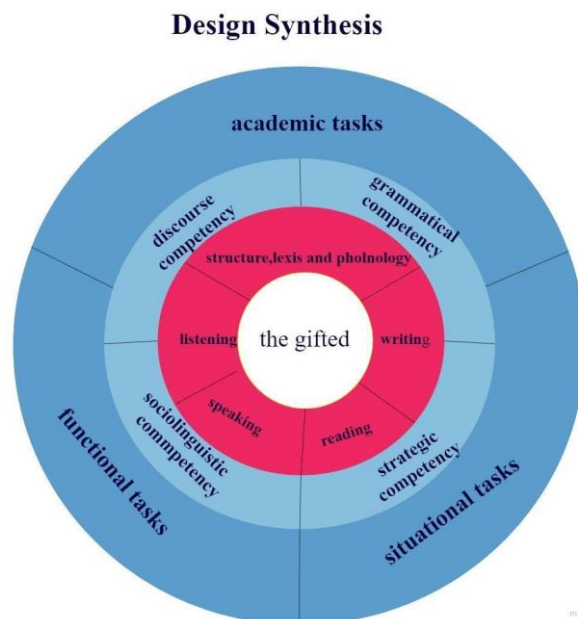 Design Synthesis
academic tasks
discourse
competency
grammatical
competency
structure,lexis and pholnology
listening
the gifted
writing
speaking
reading
sociolinguistic
commpetency
strategic
competency
functional tasks
situational tasks